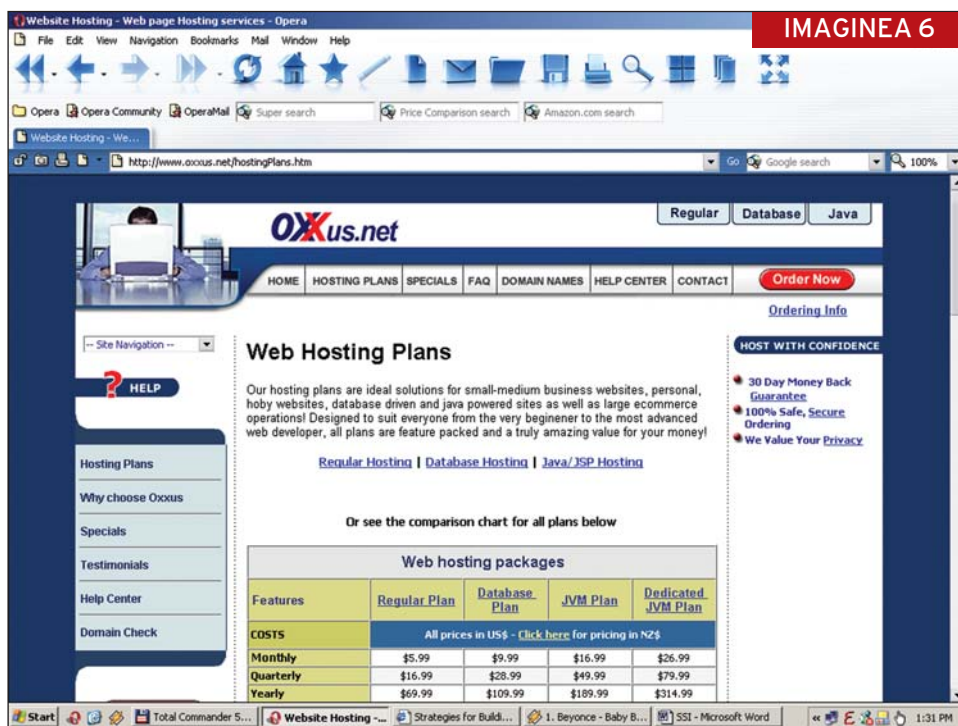 Website Hosting - Web page Hosting services - Opera
IMAGINEA 6
File Edit View Navigation Bookmarks Mail Window Help
Opera Opera Community OperaMail Super search Price Comparison search Amazon.com search
Website Hosting - We...
http://www.oxxus.net/hostingPlans.htm Go Google search 100%
Regular Database Java
OXXus.net
HOME HOSTING PLANS SPECIALS FAQ DOMAIN NAMES HELP CENTER CONTACT Order Now
Ordering Info
-- Site Navigation --
? HELP
Hosting Plans
Why choose Oxxus
Specials
Testimonials
Help Center
Domain Check
Web Hosting Plans
Our hosting plans are ideal solutions for small-medium business websites, personal,
hoby websites, database driven and java powered sites as well as large ecommerce
operations! Designed to suit everyone from the very beginener to the most advanced
web developer, all plans are feature packed and a truly amazing value for your money!
Regular Hosting | Database Hosting | Java/JSP Hosting
Or see the comparison chart for all plans below
Web hosting packages
Features Regular Plan Database Plan JVM Plan Dedicated JVM Plan
COSTS All prices in US$ - Click here for pricing in NZ$
Monthly $5.99 $9.99 $16.99 $26.99
Quarterly $16.99 $28.99 $49.99 $79.99
Yearly $69.99 $109.99 $189.99 $314.99
HOST WITH CONFIDENCE
30 Day Money Back
Guarantee
100% Safe, Secure
Ordering
We Value Your Privacy
Start Total Commander 5... Website Hosting -... Strategies for Buildi... 1. Beyonce - Baby B... SSI - Microsoft Word 1:31 PM